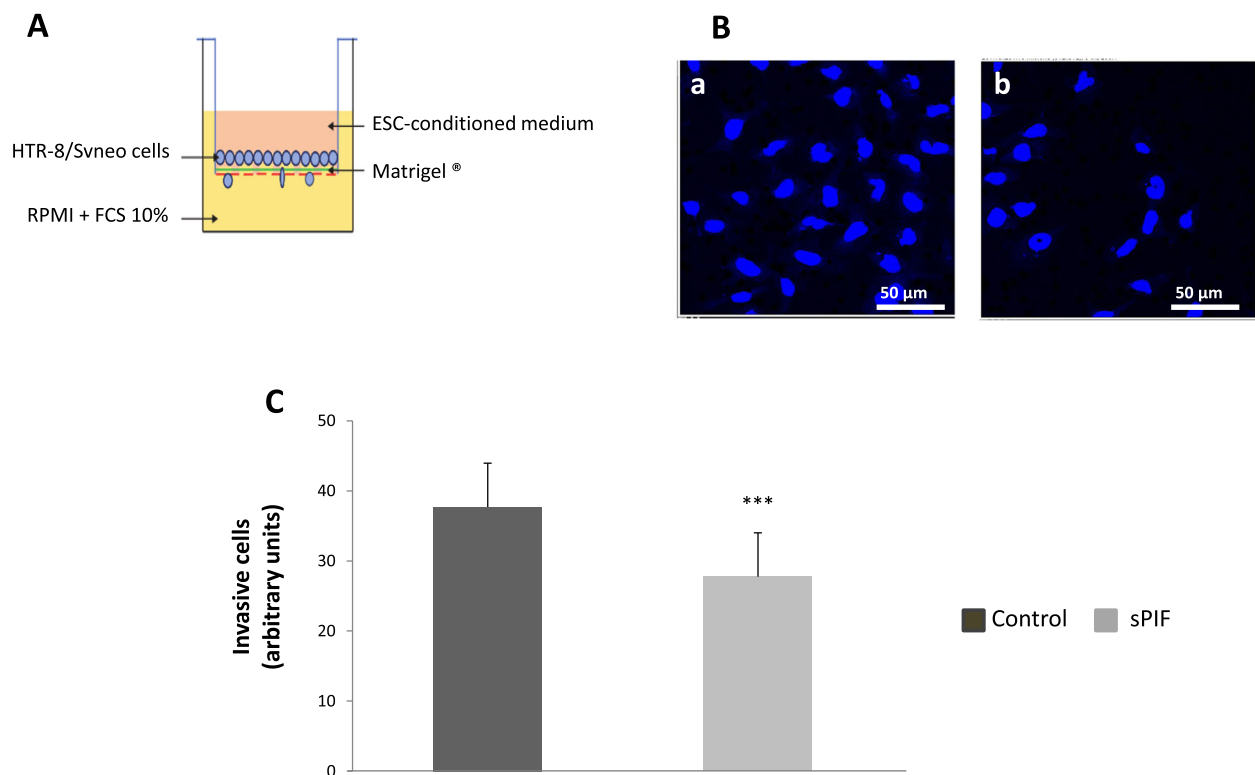 A
ESC-conditioned medium
HTR-8/Svneo cells
Matrigel ®
RPMI + FCS 10%
B
a
50 μm
b
50 μm
C
50
40
30
20
10
0
Invasive cells
(arbitrary units)
***
Control
sPIF